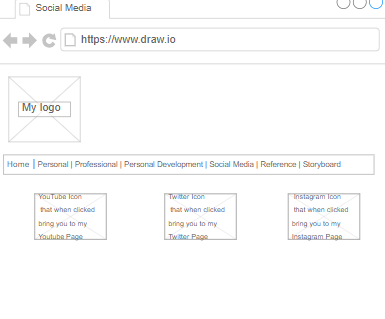 Social Media
https://www.draw.io
My logo
Home | Personal | Professional | Personal Development | Social Media | Reference | Storyboard
YouTube Icon
that when clicked
bring you to my
Youtube Page
Twitter Icon
that when clicked
bring you to my
Twitter Page
Instagram Icon
that when clicked
bring you to my
Instagram Page